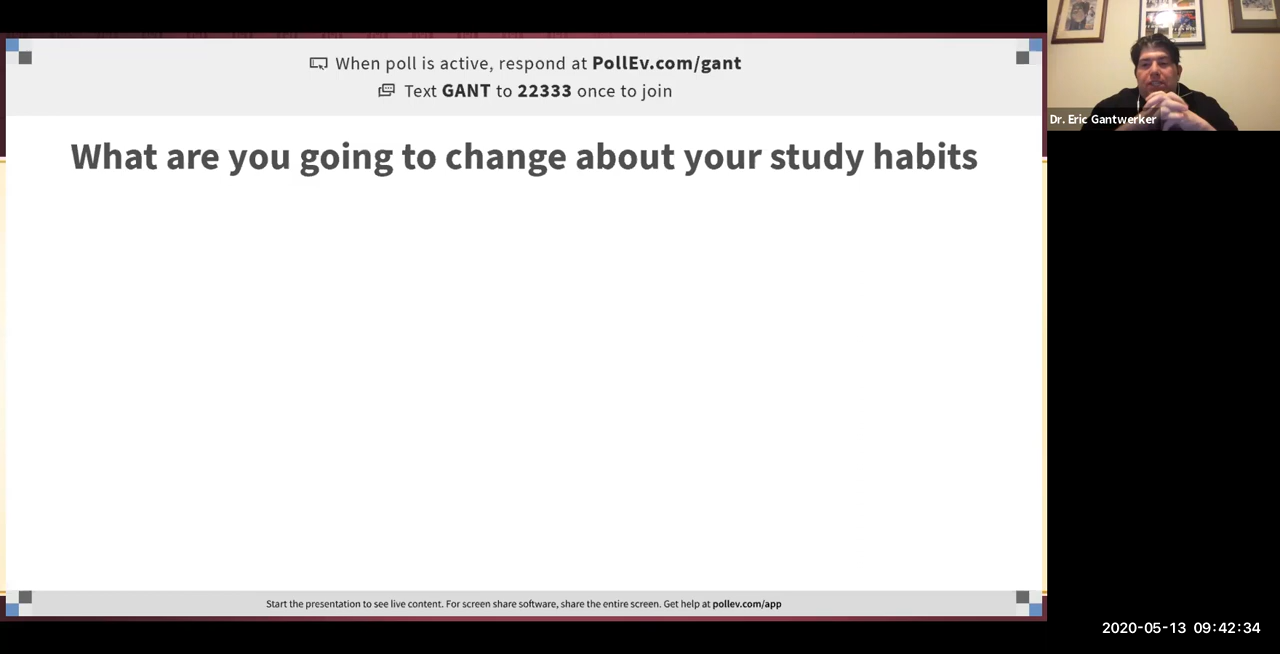 When poll is active, respond at PollEv.com/gant
Text GANT to 22333 once to join
What are you going to change about your study habits
Dr. Eric Gantwerker
Start the presentation to see live content. For screen share software, share the entire screen. Get help at pollev.com/app
2020-05-13 09:42:34